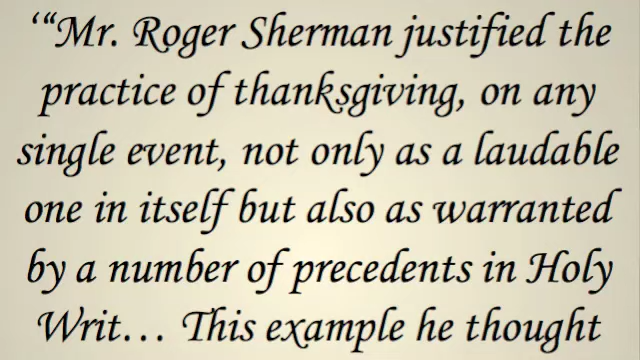 ‘“Mr. Roger Sherman justified the
practice of thanksgiving, on any
single event, not only as a laudable
one in itself but also as warranted
by a number of precedents in Holy
Writ… This example he thought